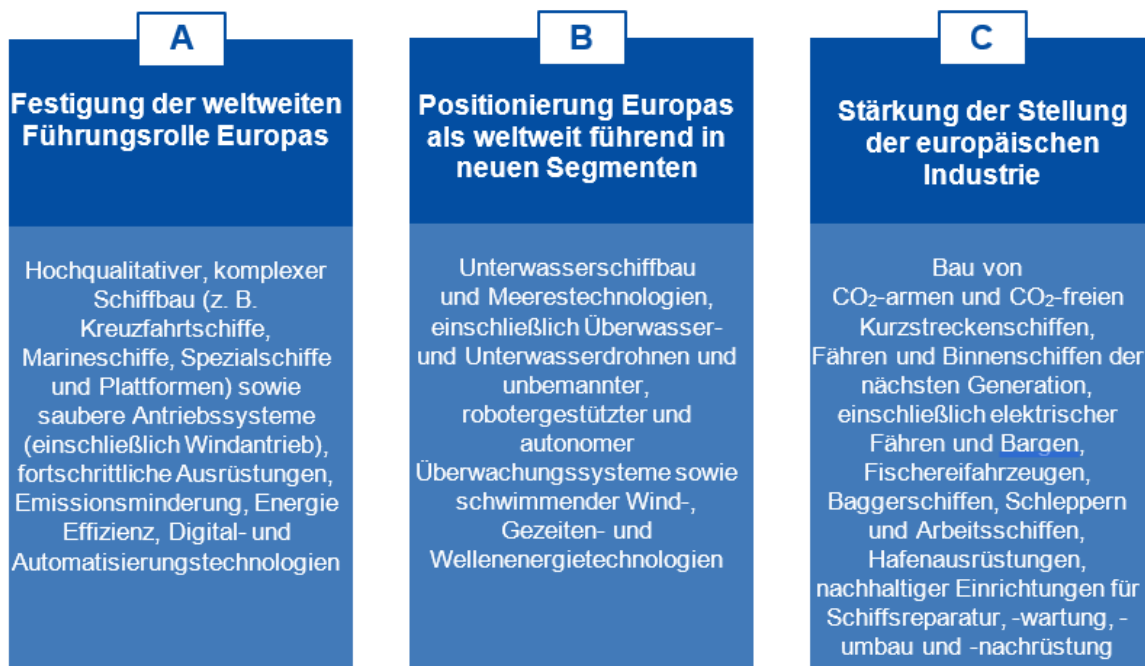 A
Festigung der weltweiten
Führungsrolle Europas
Hochqualitativer, komplexer
Schiffbau (z. B.
Kreuzfahrtschiffe,
Marineschiffe, Spezialschiffe
und Plattformen) sowie
saubere Antriebssysteme
(einschließlich Windantrieb),
fortschrittliche Ausrüstungen,
Emissionsminderung, Energie
Effizienz, Digital- und
Automatisierungstechnologien
B
Positionierung Europas
als weltweit führend in
neuen Segmenten
Unterwasserschiffbau
und Meerestechnologien,
einschließlich Überwasser-
und Unterwasserdrohnen und
unbemannter,
robotergestützter und
autonomer
Überwachungssysteme sowie
schwimmender Wind-,
Gezeiten- und
Wellenenergietechnologien
C
Stärkung der Stellung
der europäischen
Industrie
Bau von
CO₂-armen und CO₂-freien
Kurzstreckenschiffen,
Fähren und Binnenschiffen der
nächsten Generation,
einschließlich elektrischer
Fähren und Bargen,
Fischereifahrzeugen,
Baggerschiffen, Schleppern
und Arbeitsschiffen,
Hafenausrüstungen,
nachhaltiger Einrichtungen für
Schiffsreparatur, -wartung, -
umbau und -nachrüstung